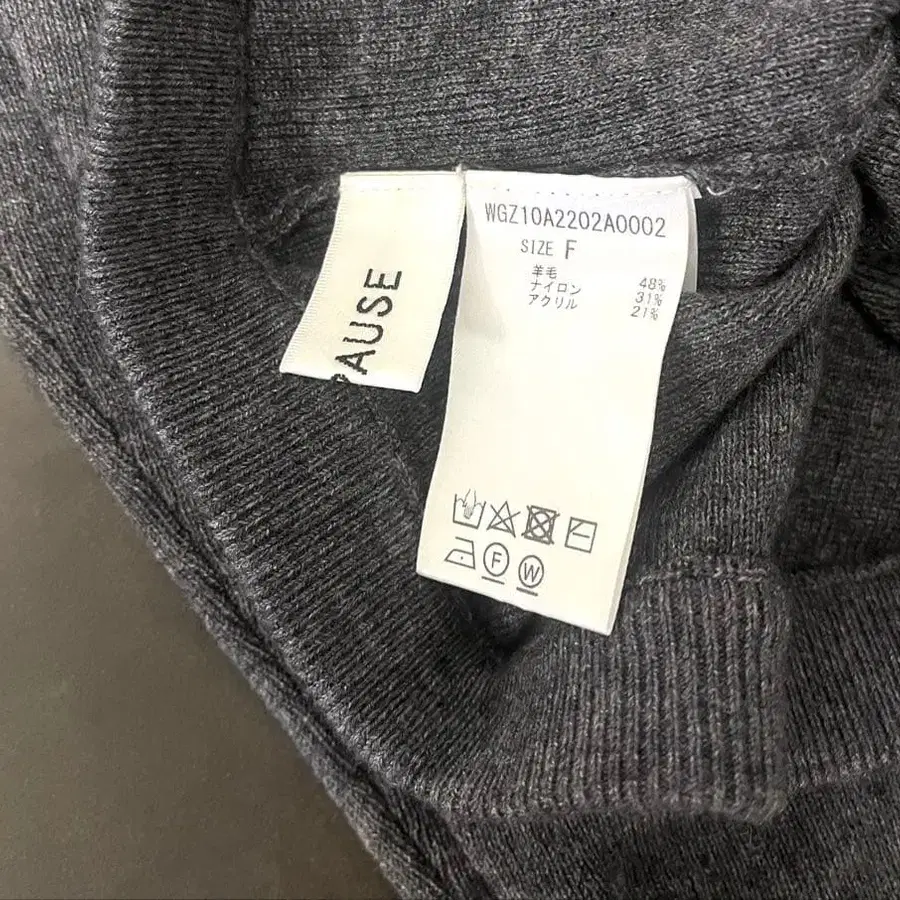 WGZ10A2202A0002
SIZE F
羊毛 48%
ナイロン 31%
アクリル 21%
PAUSE
F
W